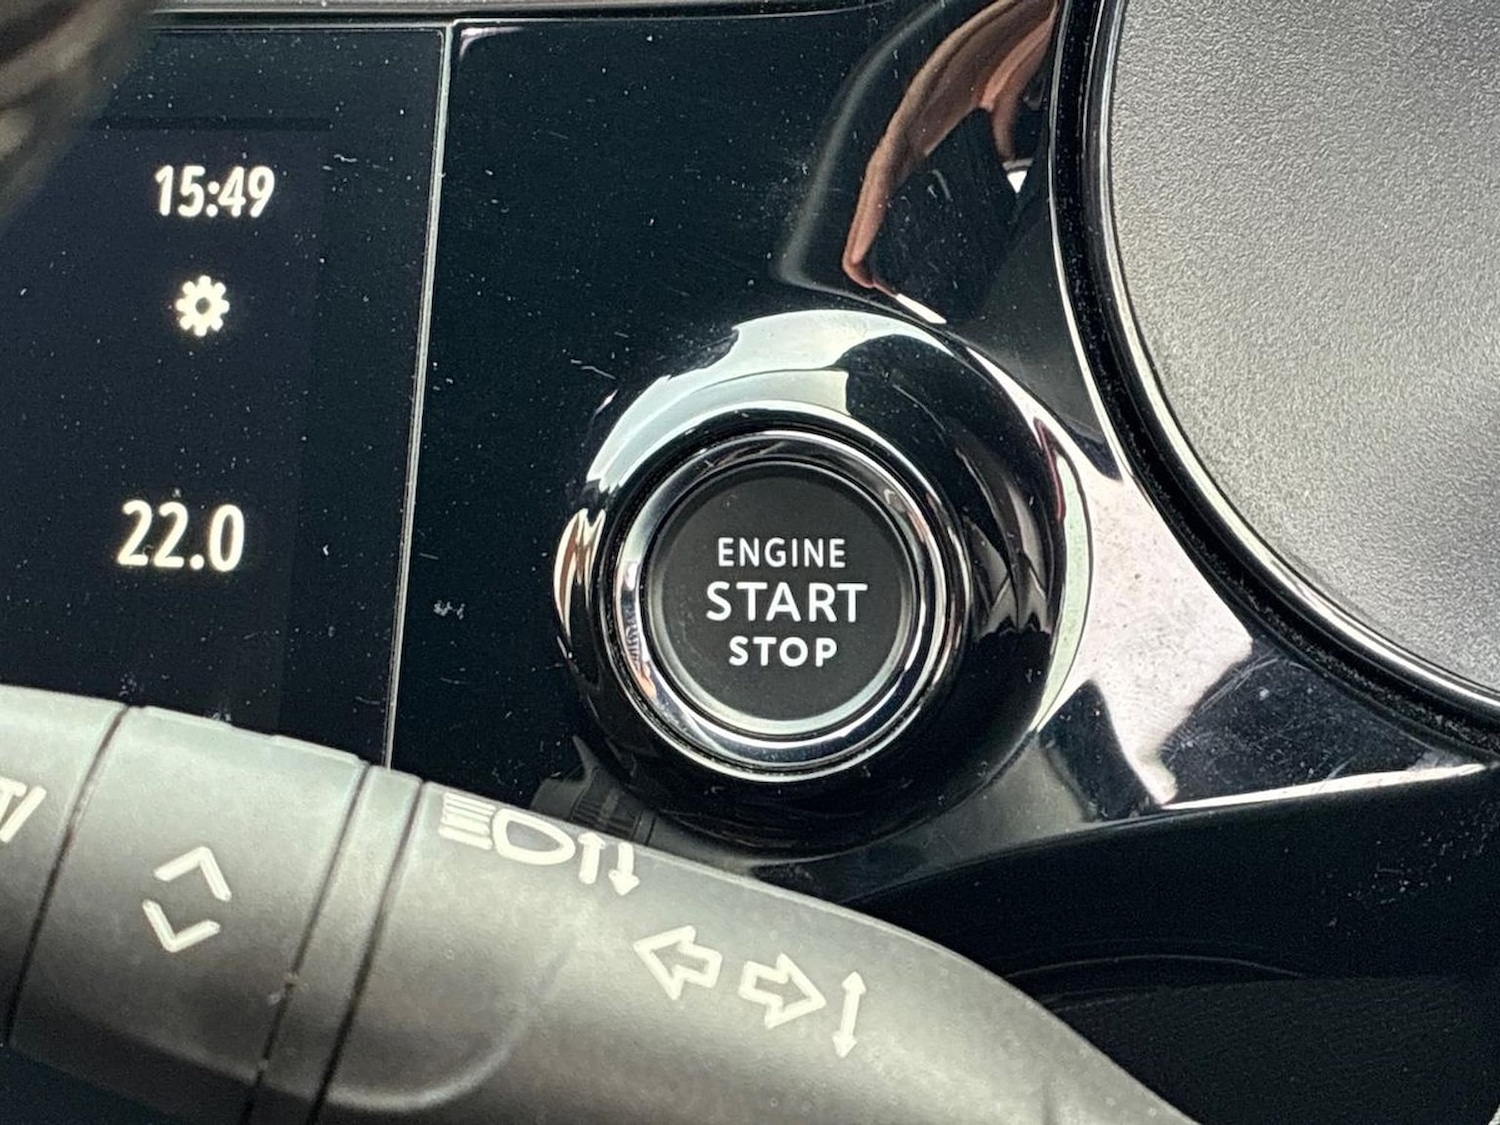 15:49
22.0
ENGINE
START
STOP